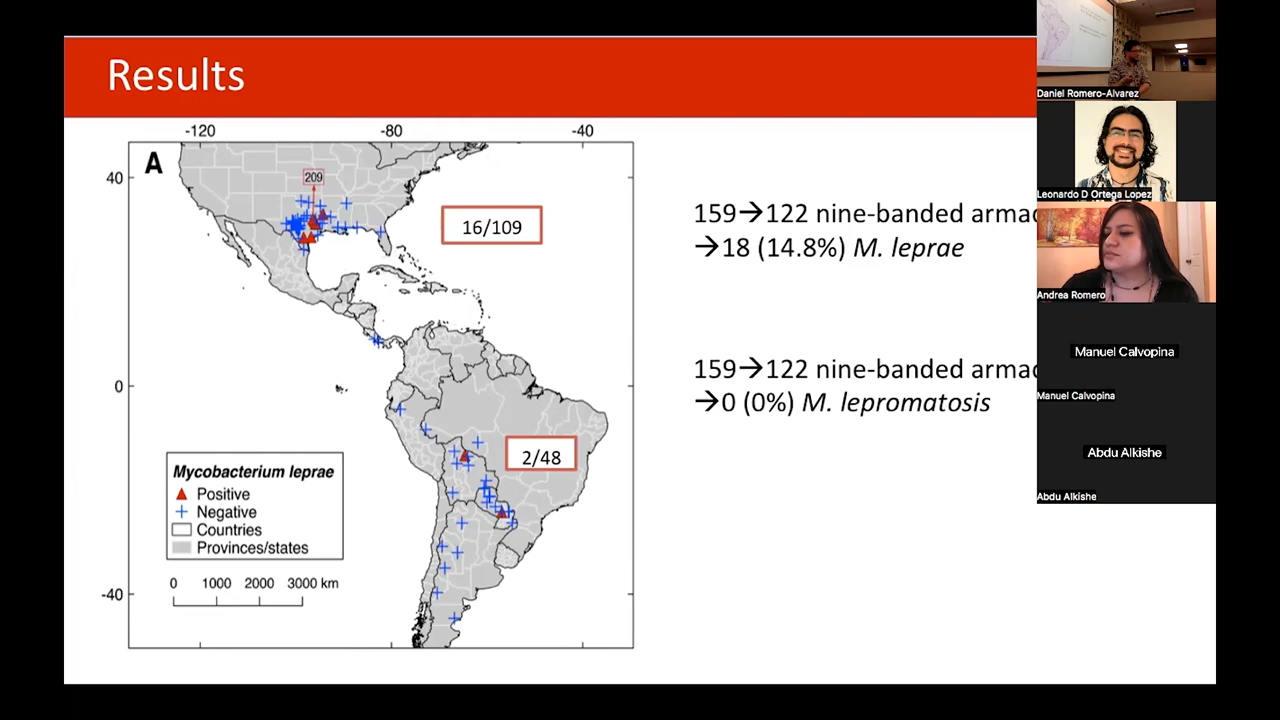 Results
-120
-80
-40
40
A
209
16/109
0
2/48
-40
Mycobacterium leprae
Positive
Negative
Countries
Provinces/states
0 1000 2000 3000 km
159→122 nine-banded armad
→18 (14.8%) M. leprae
159→122 nine-banded armad
→0 (0%) M. lepromatosis
Daniel Romero-Alvarez
Leonardo D Ortega Lopez
Andrea Romero
Manuel Calvopina
Manuel Calvopina
Abdu Alkishe
Abdu Alkishe